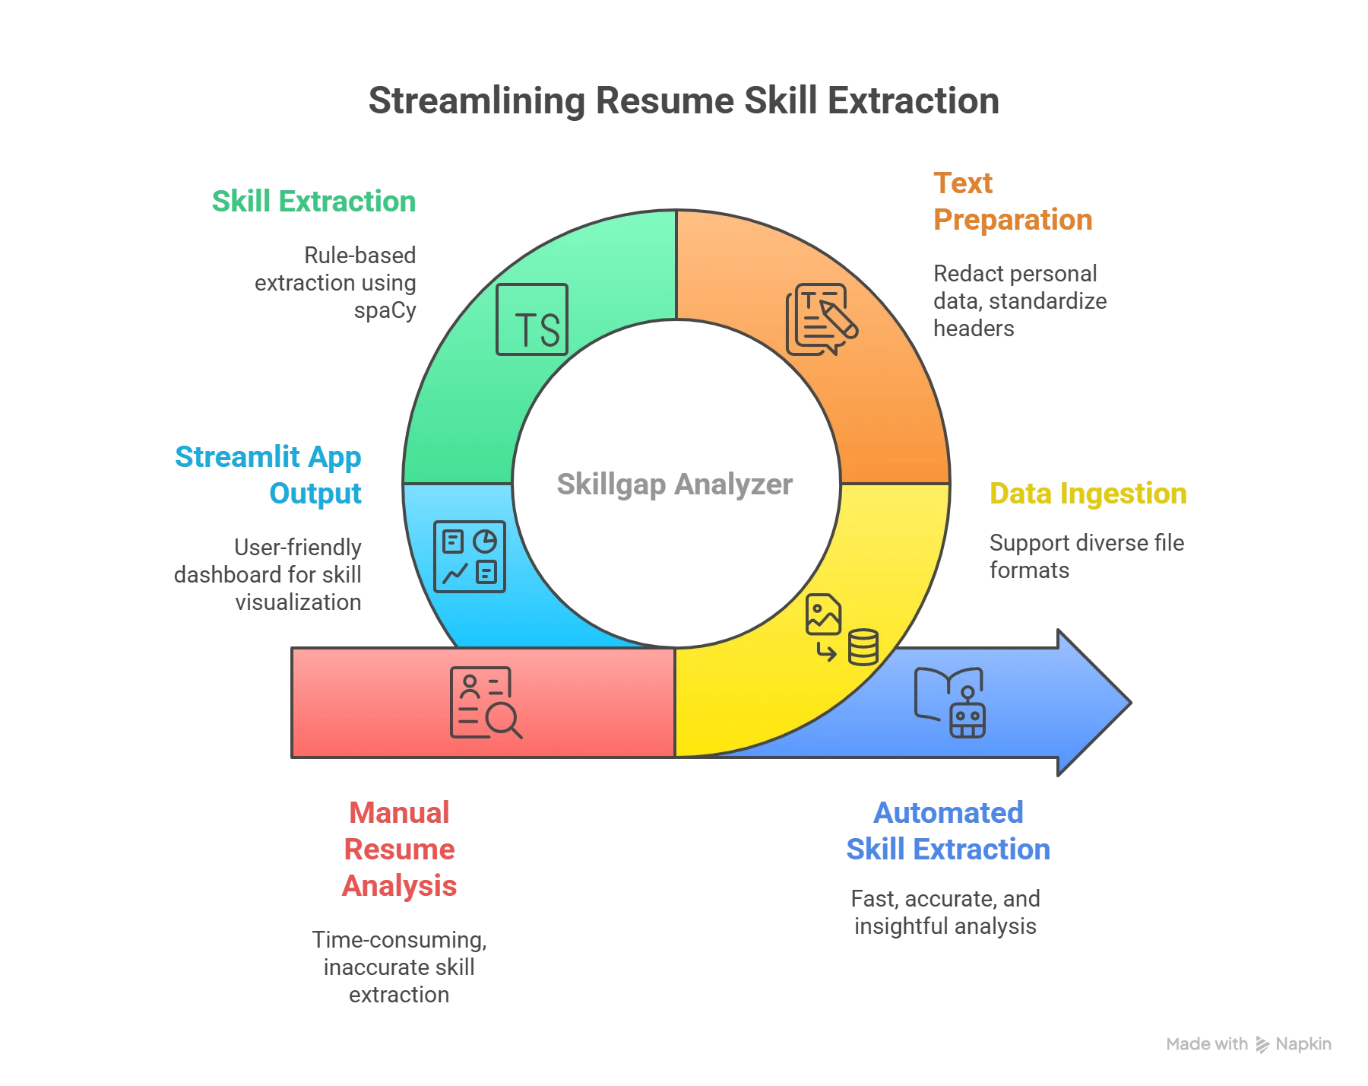 Streamlining Resume Skill Extraction
Skill Extraction
Rule-based
extraction using
spaCy
Text
Preparation
Redact personal
data, standardize
headers
TS
T
Streamlit App
Output
User-friendly
dashboard for skill
visualization
Skillgap Analyzer
Data Ingestion
Support diverse file
formats
Manual
Resume
Analysis
Time-consuming,
inaccurate skill
extraction
Automated
Skill Extraction
Fast, accurate, and
insightful analysis
Made with Napkin